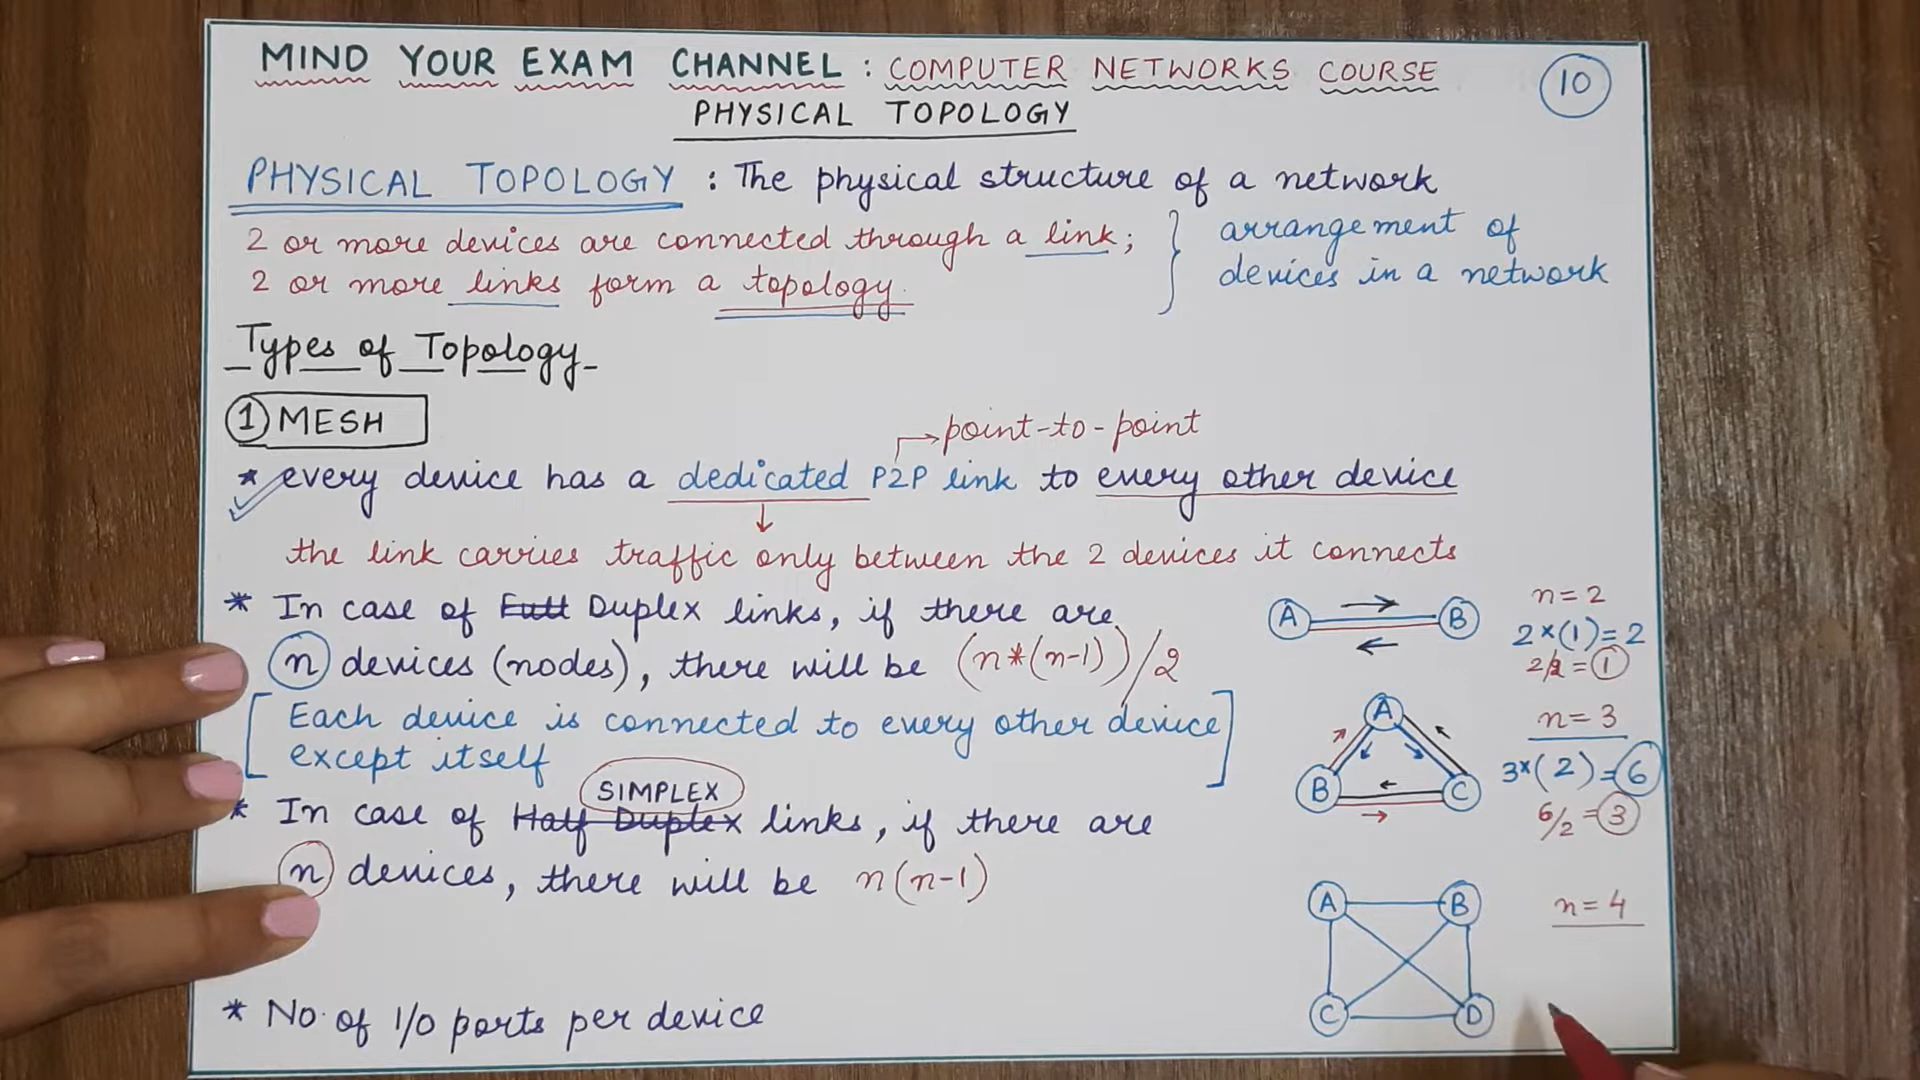 MIND YOUR EXAM CHANNEL : COMPUTER NETWORKS COURSE
10
PHYSICAL TOPOLOGY
PHYSICAL TOPOLOGY : The physical structure of a network
2 or more devices are connected through a link;
2 or more links form a topology.
arrangement of
devices in a network
Types of Topology
1 MESH
point-to-point
* every device has a dedicated P2P link to every other device
the link carries traffic only between the 2 devices it connects
* In case of Full Duplex links, if there are
n devices (nodes), there will be (n*(n-1))/2
[Each device is connected to every other device
except itself]
SIMPLEX
* In case of Half Duplex links, if there are
n devices, there will be n(n-1)
* No. of I/O ports per device
A B
n=2
2*(1)=2
2/2=1
A
B C
n=3
3*(2)=6
6/2=3
A B
C D
n=4